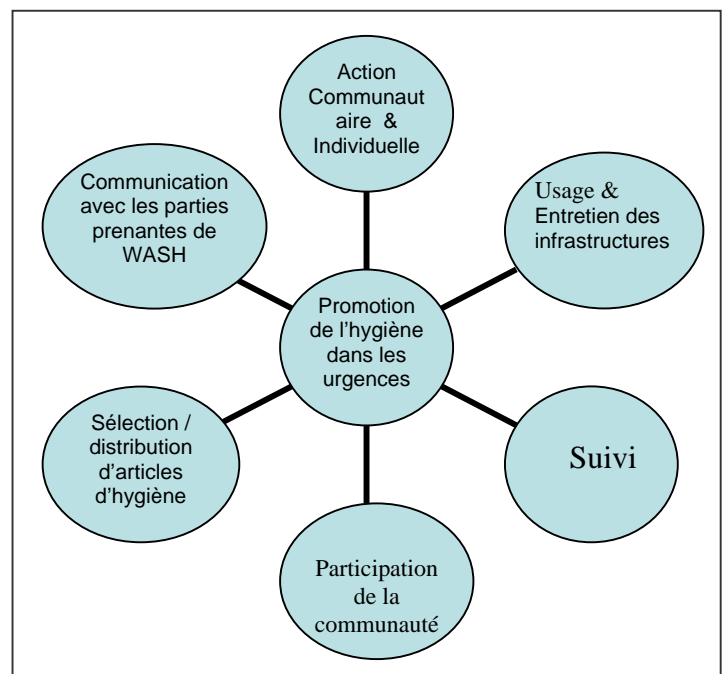 Action
Communaut
aire & 
Individuelle
Communication
avec les parties
prenantes de
WASH
Usage &
Entretien des
infrastructures
Promotion
de l'hygiène
dans les
urgences
Sélection /
distribution
d'articles
d'hygiène
Suivi
Participation
de la
communauté